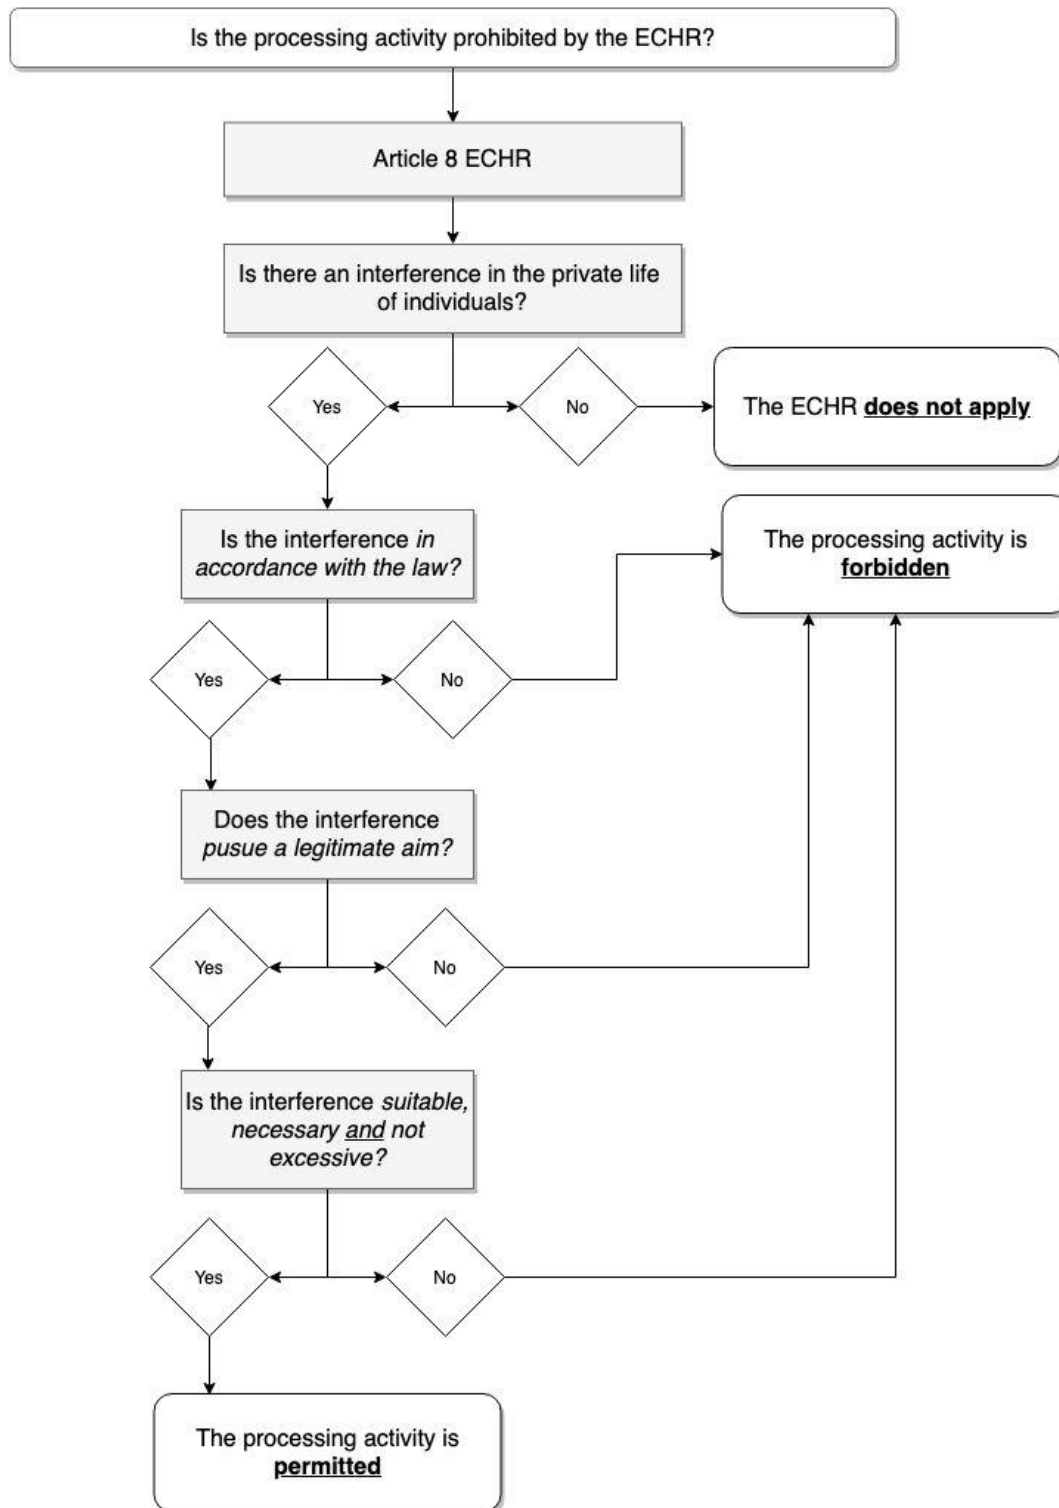 Is the processing activity prohibited by the ECHR?
Article 8 ECHR
Is there an interference in the private life
of individuals?
Yes
No
The ECHR does not apply
Is the interference in
accordance with the law?
The processing activity is
forbidden
Yes
No
Does the interference
pusue a legitimate aim?
Yes
No
Is the interference suitable,
necessary and not
excessive?
Yes
No
The processing activity is
permitted